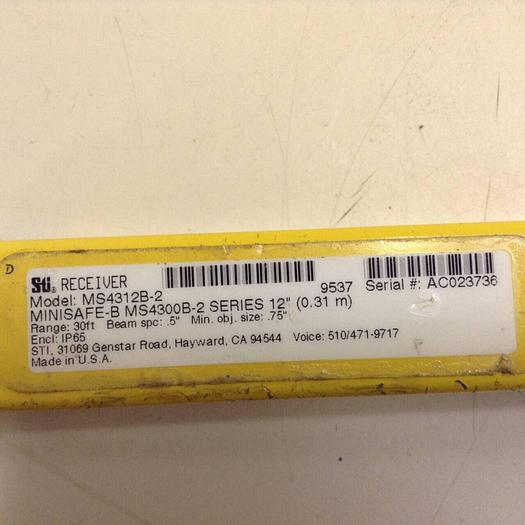 D
Sti® RECEIVER 9537 Serial #: AC023736
Model: MS4312B-2
MINISAFE-B MS4300B-2 SERIES 12" (0.31 m)
Range: 30ft Beam spc: .5" Min. obj. size: .75"
Encl: IP65
STI, 31069 Genstar Road, Hayward, CA 94544 Voice: 510/471-9717
Made in U.S.A.